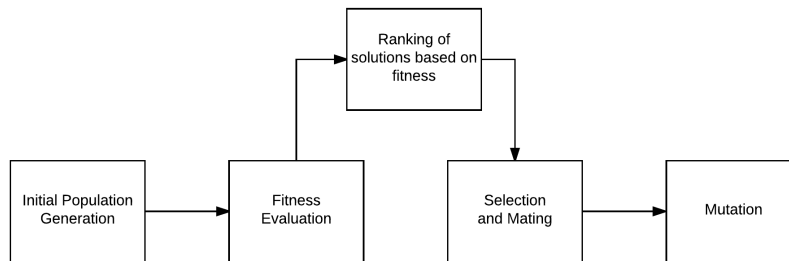 Initial Population
Generation
Fitness
Evaluation
Ranking of
solutions based on
fitness
Selection
and Mating
Mutation